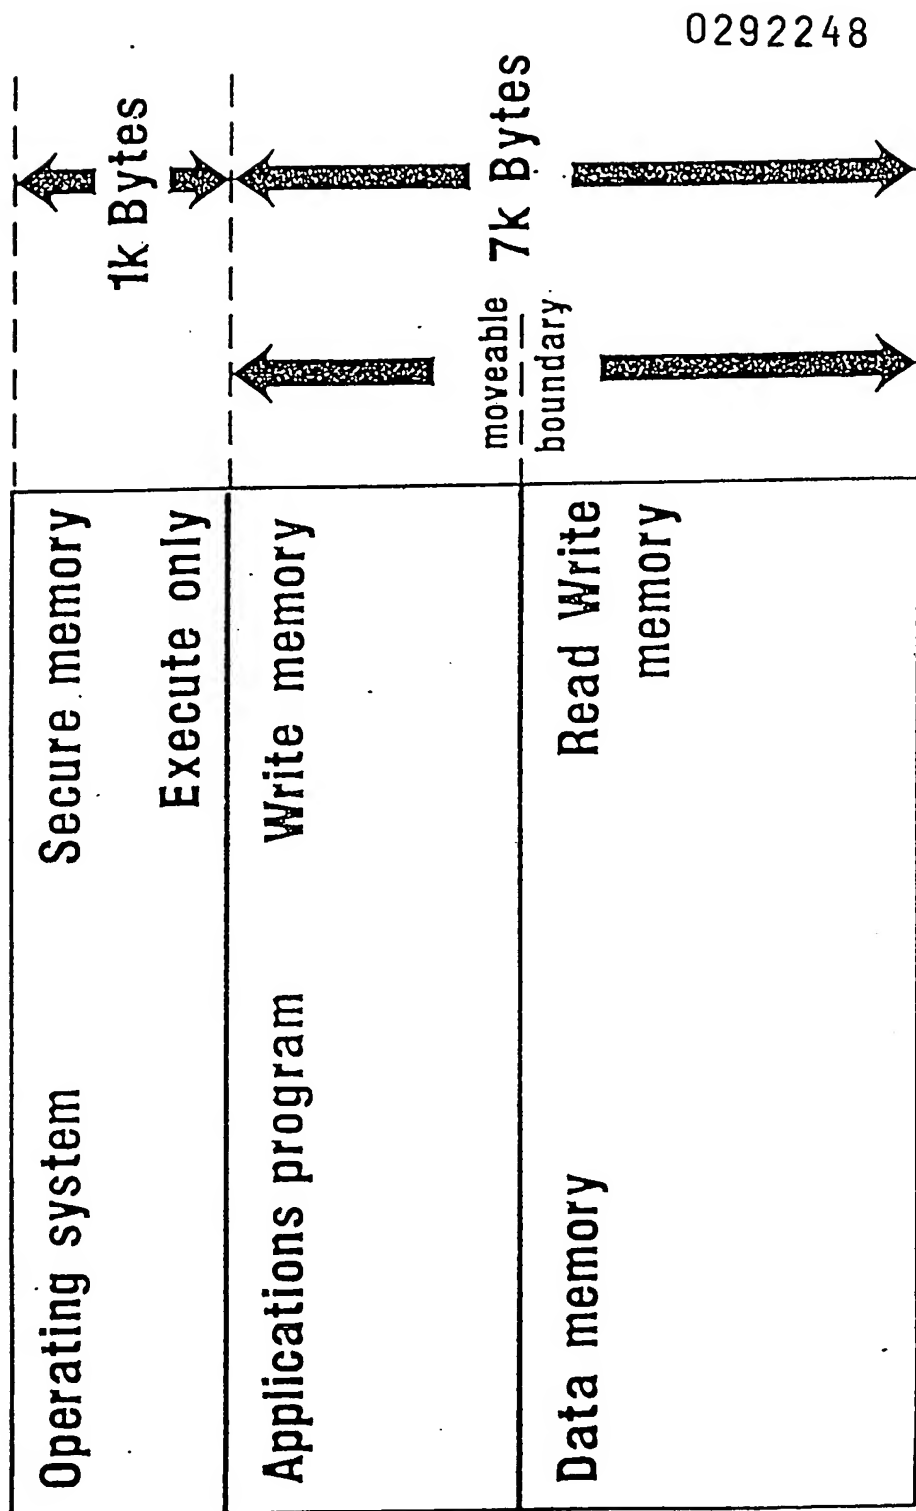 0292248
Operating system
Secure memory
Execute only
1k Bytes
Applications program
Write memory
moveable
boundary
7k Bytes
Data memory
Read Write
memory